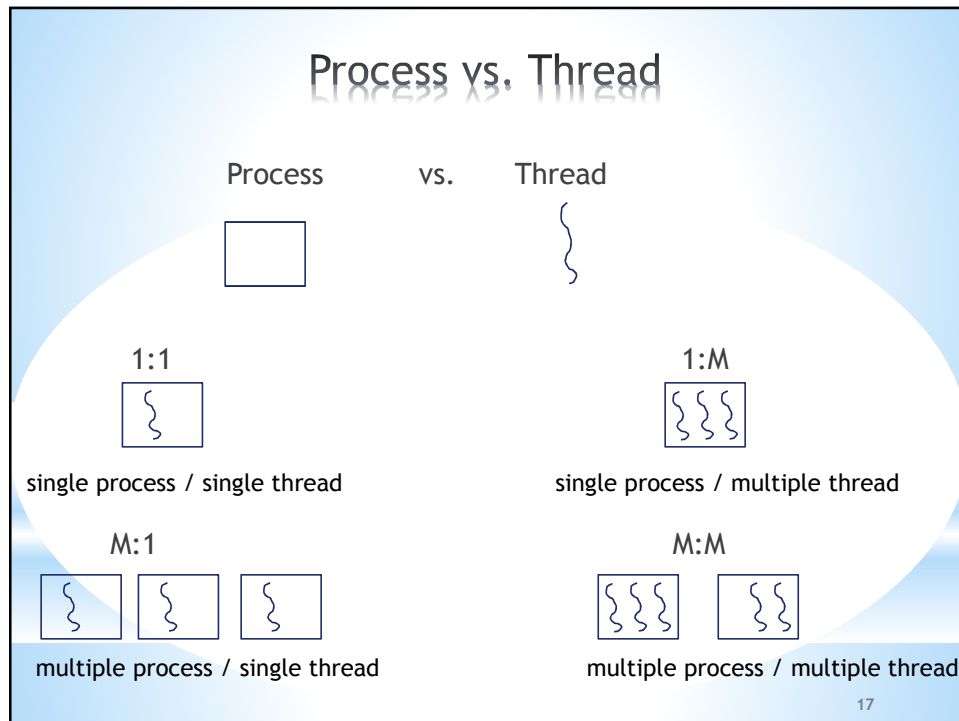 Process vs. Thread
Process vs. Thread
1:1
1:M
single process / single thread
single process / multiple thread
M:1
M:M
multiple process / single thread
multiple process / multiple thread
17